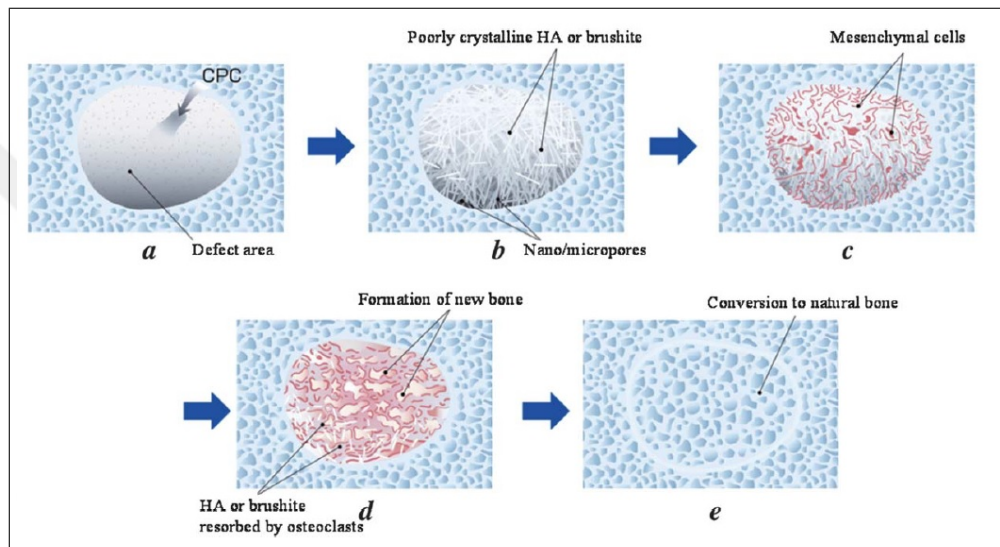 Poorly crystalline HA or brushite
Mesenchymal cells
CPC
Defect area
a
Nano/micropores
b
c
Formation of new bone
Conversion to natural bone
HA or brushite
resorbed by osteoclasts
d
e